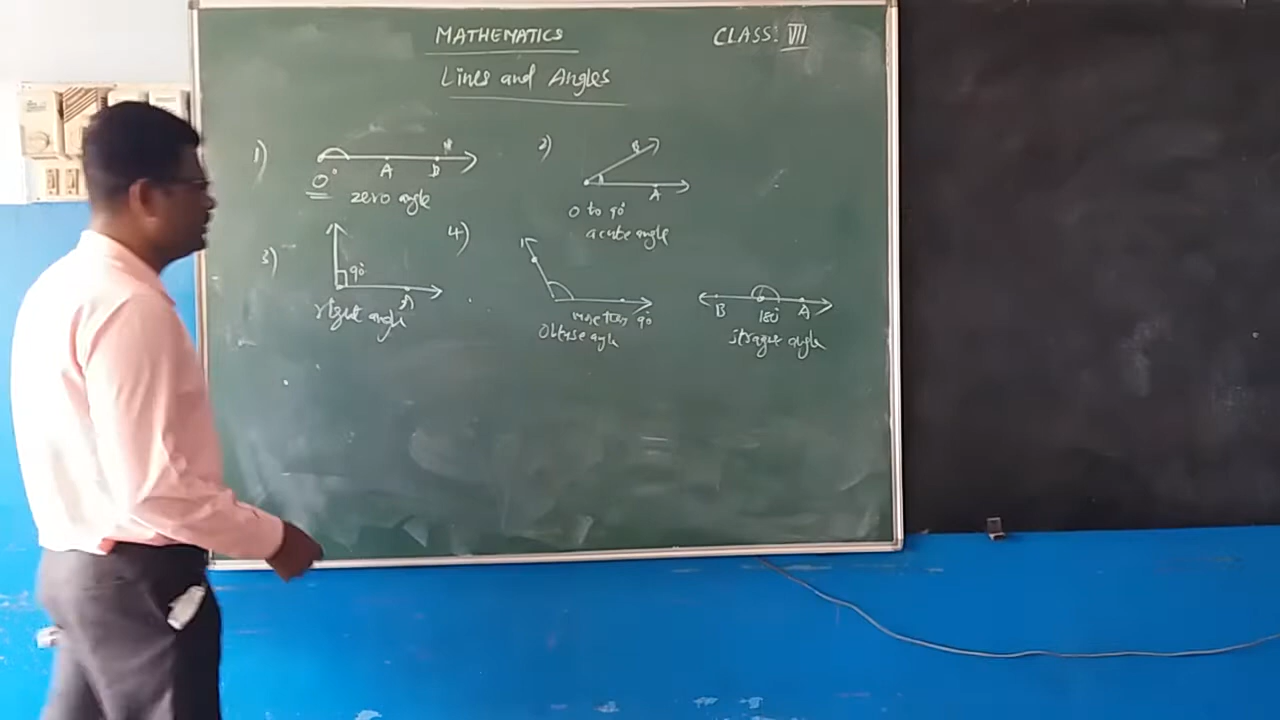 MATHEMATICS CLASS: VII
Lines and Angles
1)
A B
0°
zero angle
2)
B
A
0 to 90°
acute angle
3)
90°
A
right angle
4)
more than 90°
Obtuse angle
B 180° A
angle